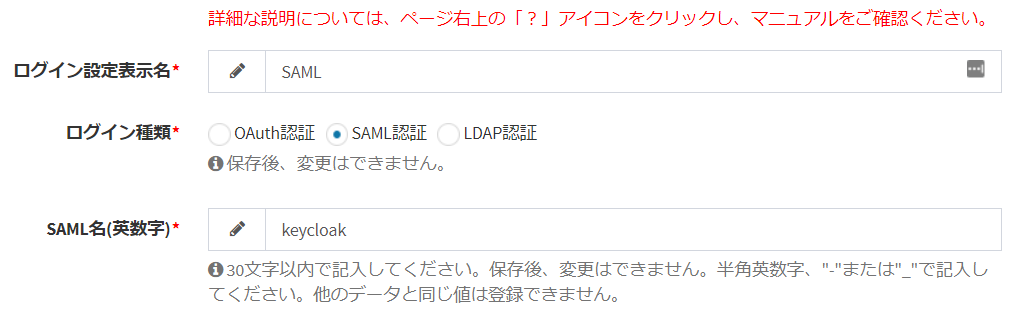 詳細な説明については、ページ右上の「？」アイコンをクリックし、マニュアルをご確認ください。
ログイン設定表示名* SAML
ログイン種類* OAuth認証 SAML認証 LDAP認証
保存後、変更はできません。
SAML名(英数字)* keycloak
30文字以内で記入してください。保存後、変更はできません。半角英数字、"-"または"_"で記入し
てください。他のデータと同じ値は登録できません。